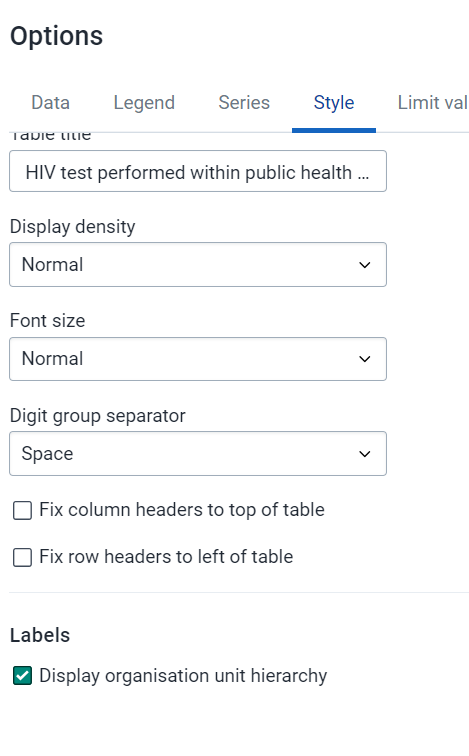 Options
Data Legend Series Style Limit val
Table title
HIV test performed within public health ...
Display density
Normal
Font size
Normal
Digit group separator
Space
Fix column headers to top of table
Fix row headers to left of table
Labels
Display organisation unit hierarchy